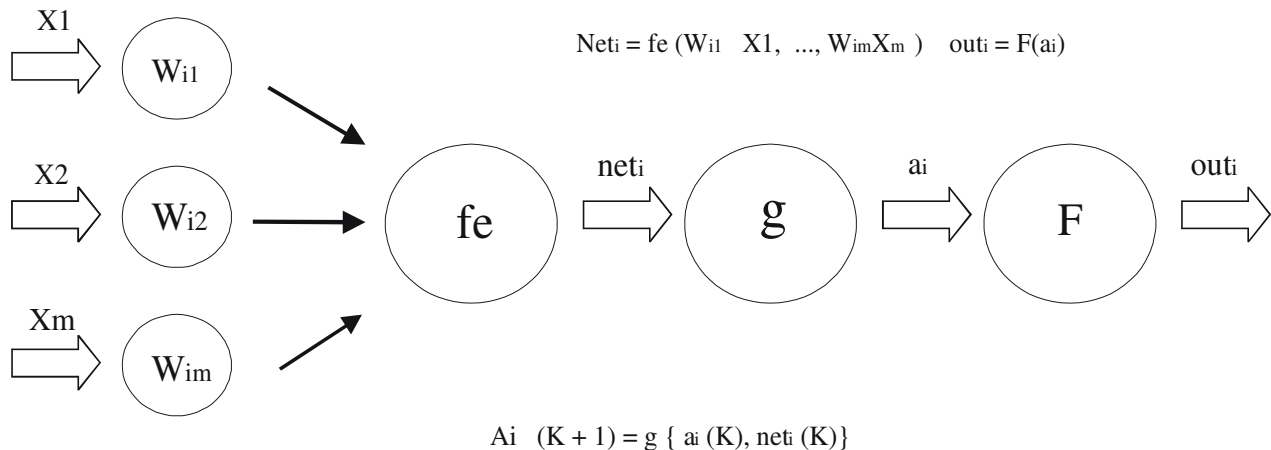 X1
Netᵢ = fe (Wᵢ₁ X1, ..., WᵢₘXₘ ) outᵢ = F(aᵢ)
Wᵢ₁
X2
Wᵢ₂
fe
netᵢ
g
aᵢ
F
outᵢ
Xm
Wᵢₘ
Ai (K + 1) = g { aᵢ (K), netᵢ (K)}